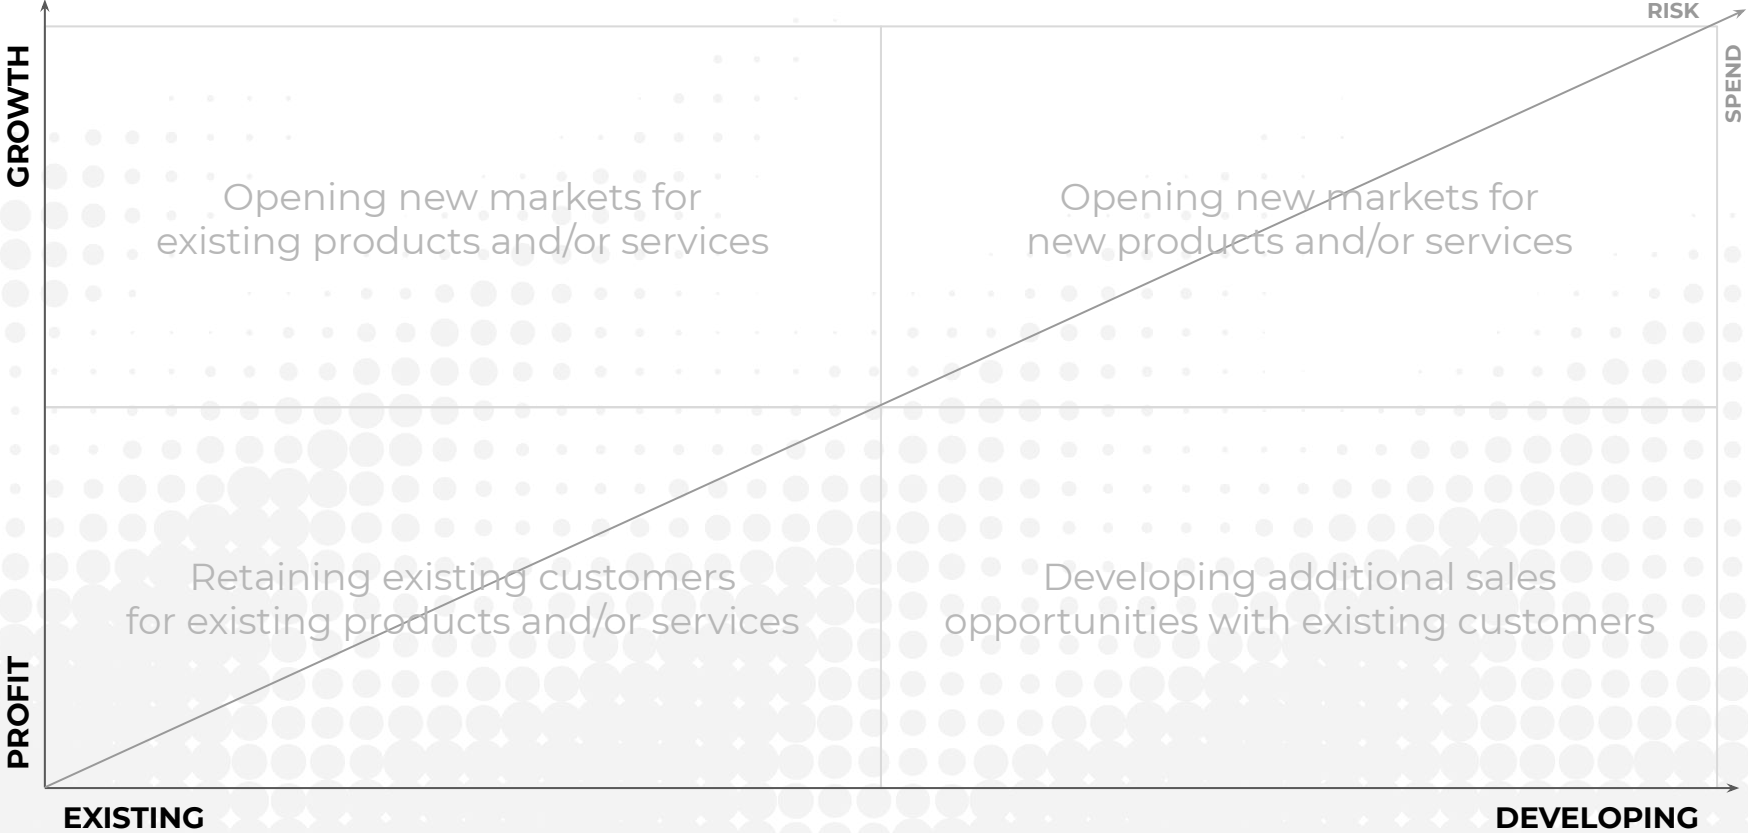 RISK
SPEND
GROWTH
Opening new markets for
existing products and/or services
Opening new markets for
new products and/or services
Retaining existing customers
for existing products and/or services
Developing additional sales
opportunities with existing customers
PROFIT
EXISTING
DEVELOPING